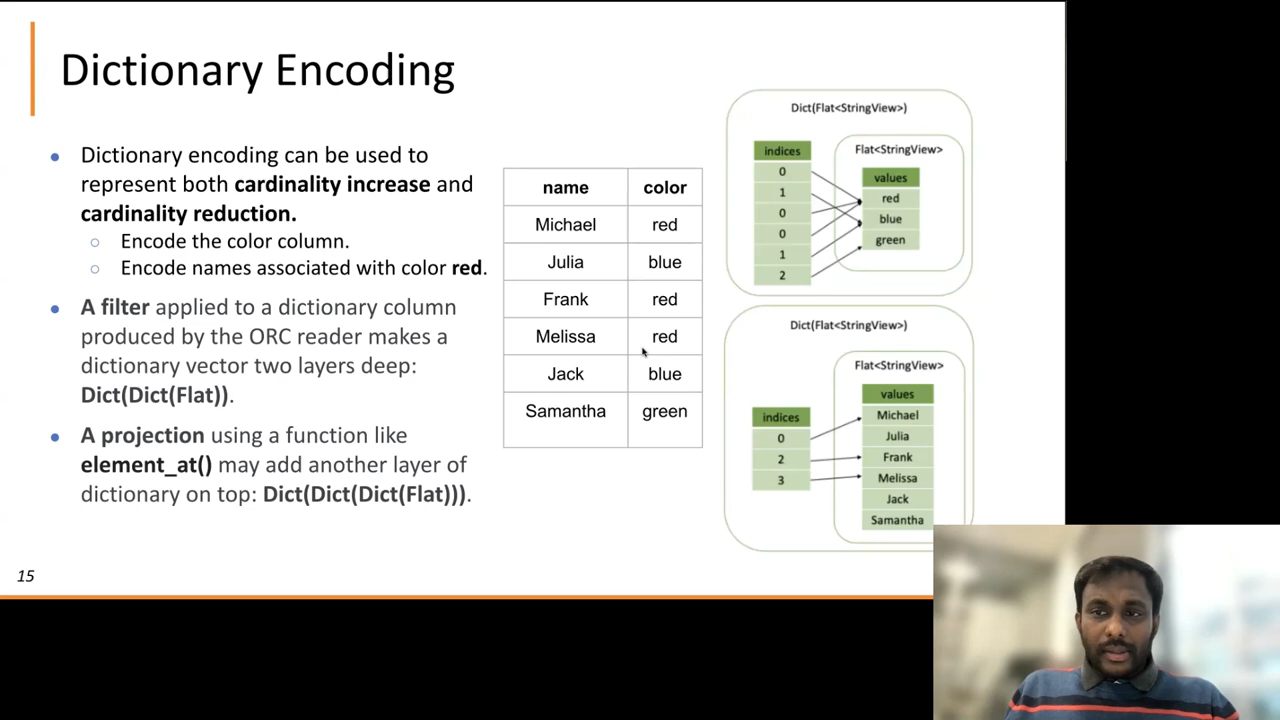 Dictionary Encoding
• Dictionary encoding can be used to
represent both cardinality increase and
cardinality reduction.
○ Encode the color column.
○ Encode names associated with color red.
• A filter applied to a dictionary column
produced by the ORC reader makes a
dictionary vector two layers deep:
Dict(Dict(Flat)).
• A projection using a function like
element_at() may add another layer of
dictionary on top: Dict(Dict(Dict(Flat))).
name color
Michael red
Julia blue
Frank red
Melissa red
Jack blue
Samantha green
Dict(Flat<StringView>)
indices
0
1
0
0
1
2
Flat<StringView>
values
red
blue
green
Dict(Flat<StringView>)
indices
0
2
3
Flat<StringView>
values
Michael
Julia
Frank
Melissa
Jack
Samantha
15